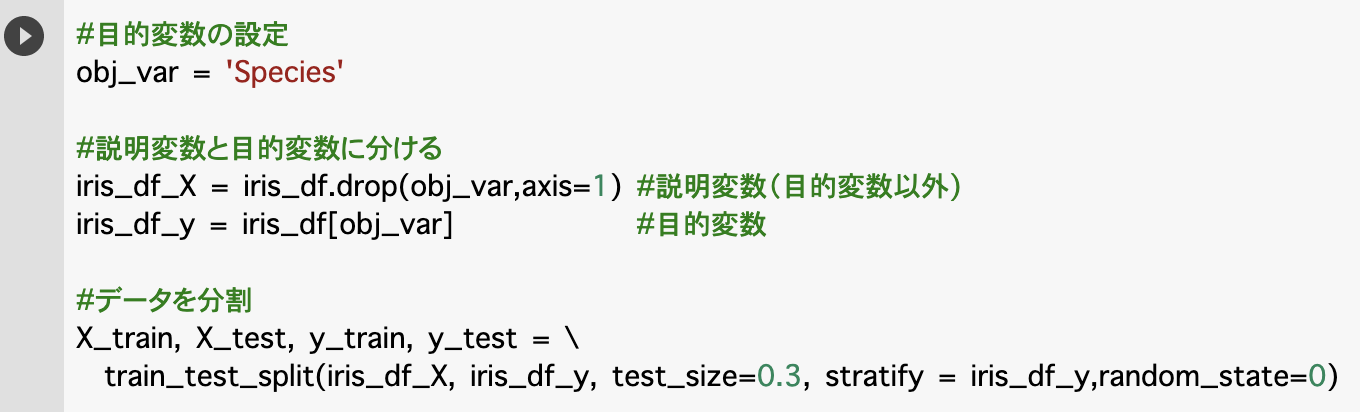 #目的変数の設定
obj_var = 'Species'
#説明変数と目的変数に分ける
iris_df_X = iris_df.drop(obj_var,axis=1) #説明変数(目的変数以外)
iris_df_y = iris_df[obj_var] #目的変数
#データを分割
X_train, X_test, y_train, y_test = \
train_test_split(iris_df_X, iris_df_y, test_size=0.3, stratify = iris_df_y,random_state=0)